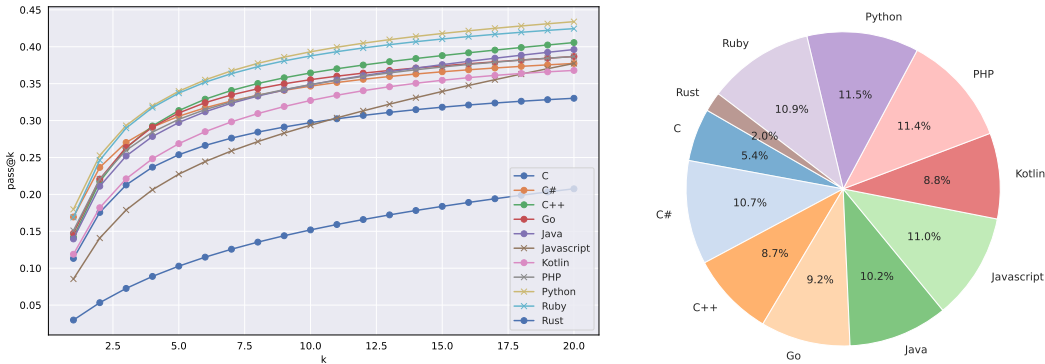 0.45
0.40
0.35
0.30
0.25
0.20
0.15
0.10
0.05
pass@k
2.5
5.0
7.5
10.0
12.5
15.0
17.5
20.0
k
C
C#
C++
Go
Java
Javascript
Kotlin
PHP
Python
Ruby
Rust
Python
11.5%
PHP
11.4%
Kotlin
8.8%
Javascript
11.0%
Java
10.2%
Go
9.2%
C++
8.7%
C#
10.7%
C
5.4%
Rust
2.0%
Ruby
10.9%